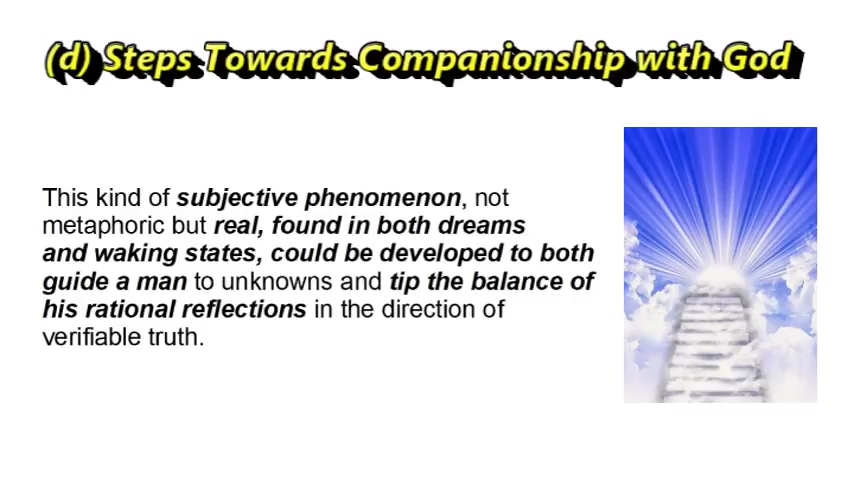 (d) Steps Towards Companionship with God
This kind of subjective phenomenon, not
metaphoric but real, found in both dreams
and waking states, could be developed to both
guide a man to unknowns and tip the balance of
his rational reflections in the direction of
verifiable truth.